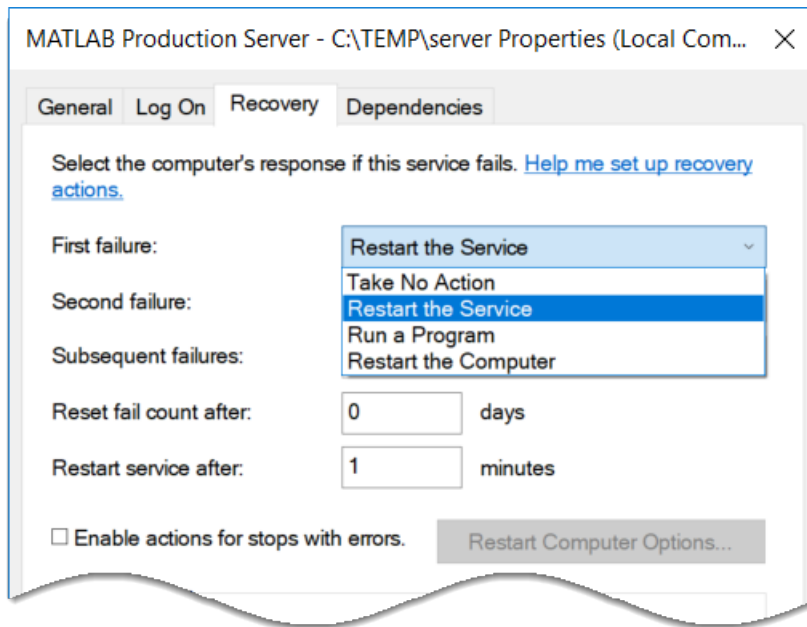 MATLAB Production Server - C:\TEMP\server Properties (Local Com...
General Log On Recovery Dependencies
Select the computer's response if this service fails. Help me set up recovery
actions.
First failure: Restart the Service
Take No Action
Second failure: Restart the Service
Run a Program
Subsequent failures: Restart the Computer
Reset fail count after: 0 days
Restart service after: 1 minutes
Enable actions for stops with errors. Restart Computer Options...